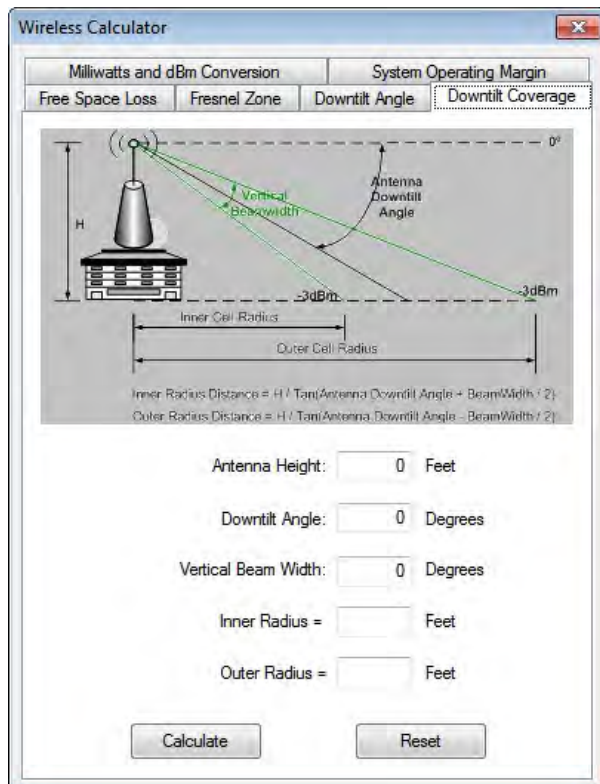 Wireless Calculator
Milliwatts and dBm Conversion System Operating Margin
Free Space Loss Fresnel Zone Downtilt Angle Downtilt Coverage
0°
Antenna
Downtilt
Angle
Vertical
Beamwidth
H
-3dBm -3dBm
Inner Cell Radius
Outer Cell Radius
Inner Radius Distance = H / Tan(Antenna Downtilt Angle + BeamWidth / 2)
Outer Radius Distance = H / Tan(Antenna Downtilt Angle - BeamWidth / 2)
Antenna Height: 0 Feet
Downtilt Angle: 0 Degrees
Vertical Beam Width: 0 Degrees
Inner Radius = Feet
Outer Radius = Feet
Calculate Reset